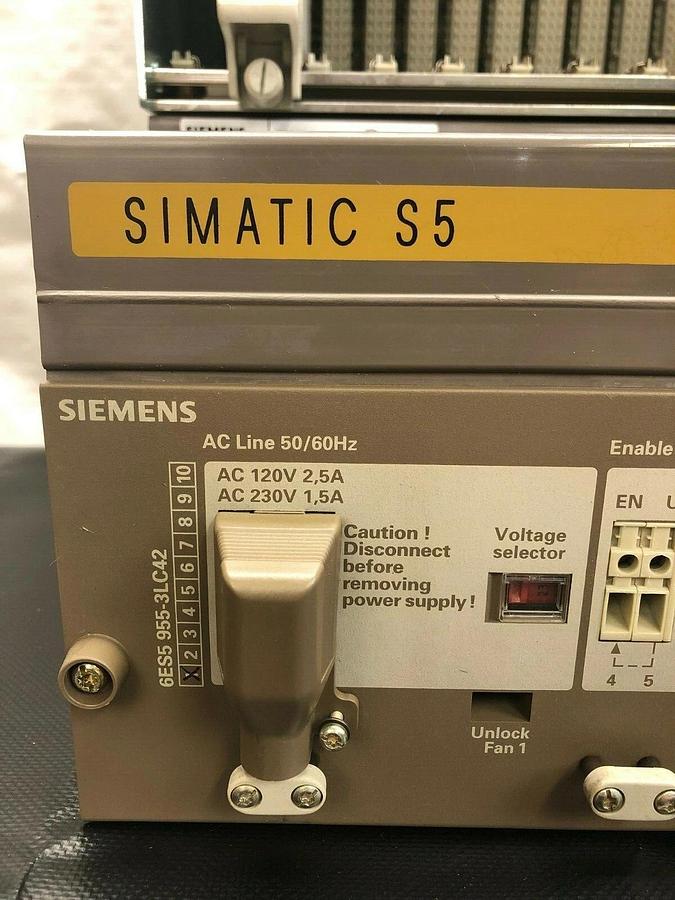 SIEMENS
SIMATIC S5
SIEMENS
AC Line 50/60Hz
Enable
AC 120V 2,5A
AC 230V 1,5A
EN U
Caution !
Disconnect
before
removing
power supply !
Voltage
selector
6ES5 955-3LC42
X 2 3 4 5 6 7 8 9 10
4 5
Unlock
Fan 1